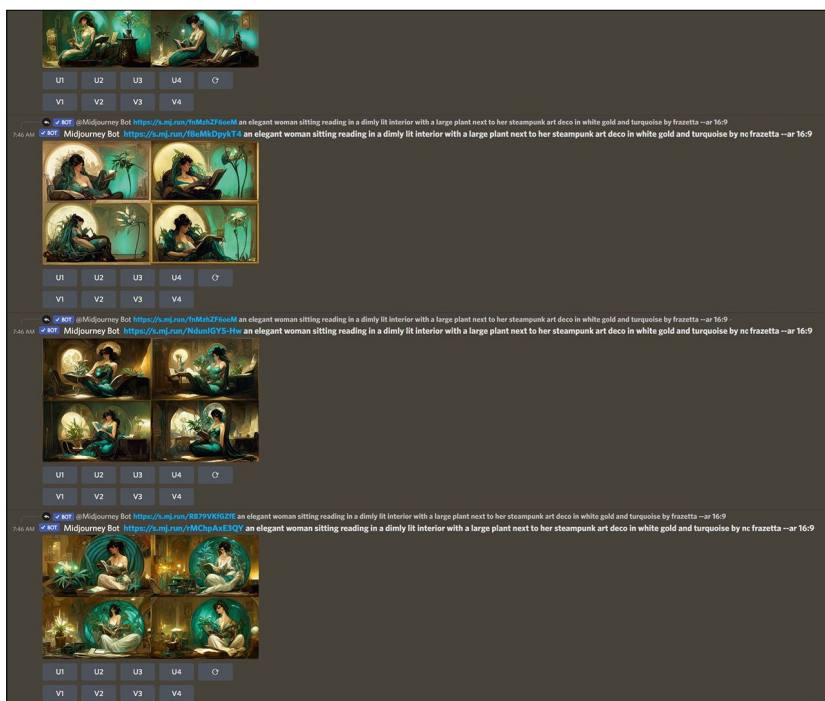 U1 U2 U3 U4
V1 V2 V3 V4
BOT @Midjourney Bot https://s.mj.run/fnMzhZF6oeM an elegant woman sitting reading in a dimly lit interior with a large plant next to her steampunk art deco in white gold and turquoise by frazetta --ar 16:9
7:46 AM BOT Midjourney Bot https://s.mj.run/f8eMkDpykT4 an elegant woman sitting reading in a dimly lit interior with a large plant next to her steampunk art deco in white gold and turquoise by nc frazetta --ar 16:9
U1 U2 U3 U4
V1 V2 V3 V4
BOT @Midjourney Bot https://s.mj.run/fnMzhZF6oeM an elegant woman sitting reading in a dimly lit interior with a large plant next to her steampunk art deco in white gold and turquoise by frazetta --ar 16:9 -
7:46 AM BOT Midjourney Bot https://s.mj.run/NdunIGY5-Hw an elegant woman sitting reading in a dimly lit interior with a large plant next to her steampunk art deco in white gold and turquoise by nc frazetta --ar 16:9
U1 U2 U3 U4
V1 V2 V3 V4
BOT @Midjourney Bot https://s.mj.run/R879VKfGZfE an elegant woman sitting reading in a dimly lit interior with a large plant next to her steampunk art deco in white gold and turquoise by frazetta --ar 16:9
7:46 AM BOT Midjourney Bot https://s.mj.run/rMChpAxE3QY an elegant woman sitting reading in a dimly lit interior with a large plant next to her steampunk art deco in white gold and turquoise by nc frazetta --ar 16:9
U1 U2 U3 U4
V1 V2 V3 V4